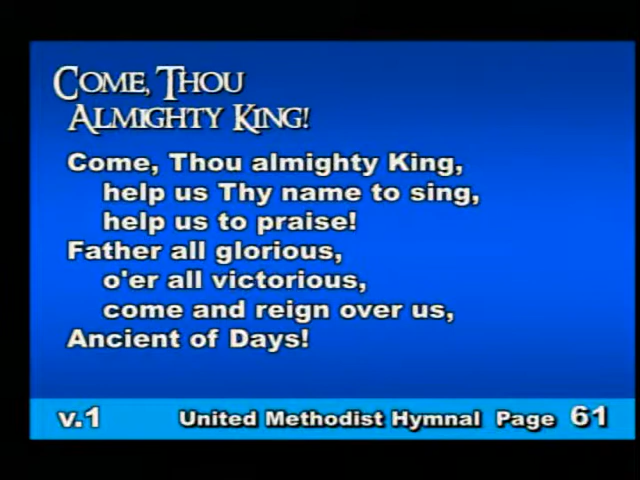 COME, THOU
ALMIGHTY KING!
Come, Thou almighty King,
help us Thy name to sing,
help us to praise!
Father all glorious,
o'er all victorious,
come and reign over us,
Ancient of Days!
v.1 United Methodist Hymnal Page 61